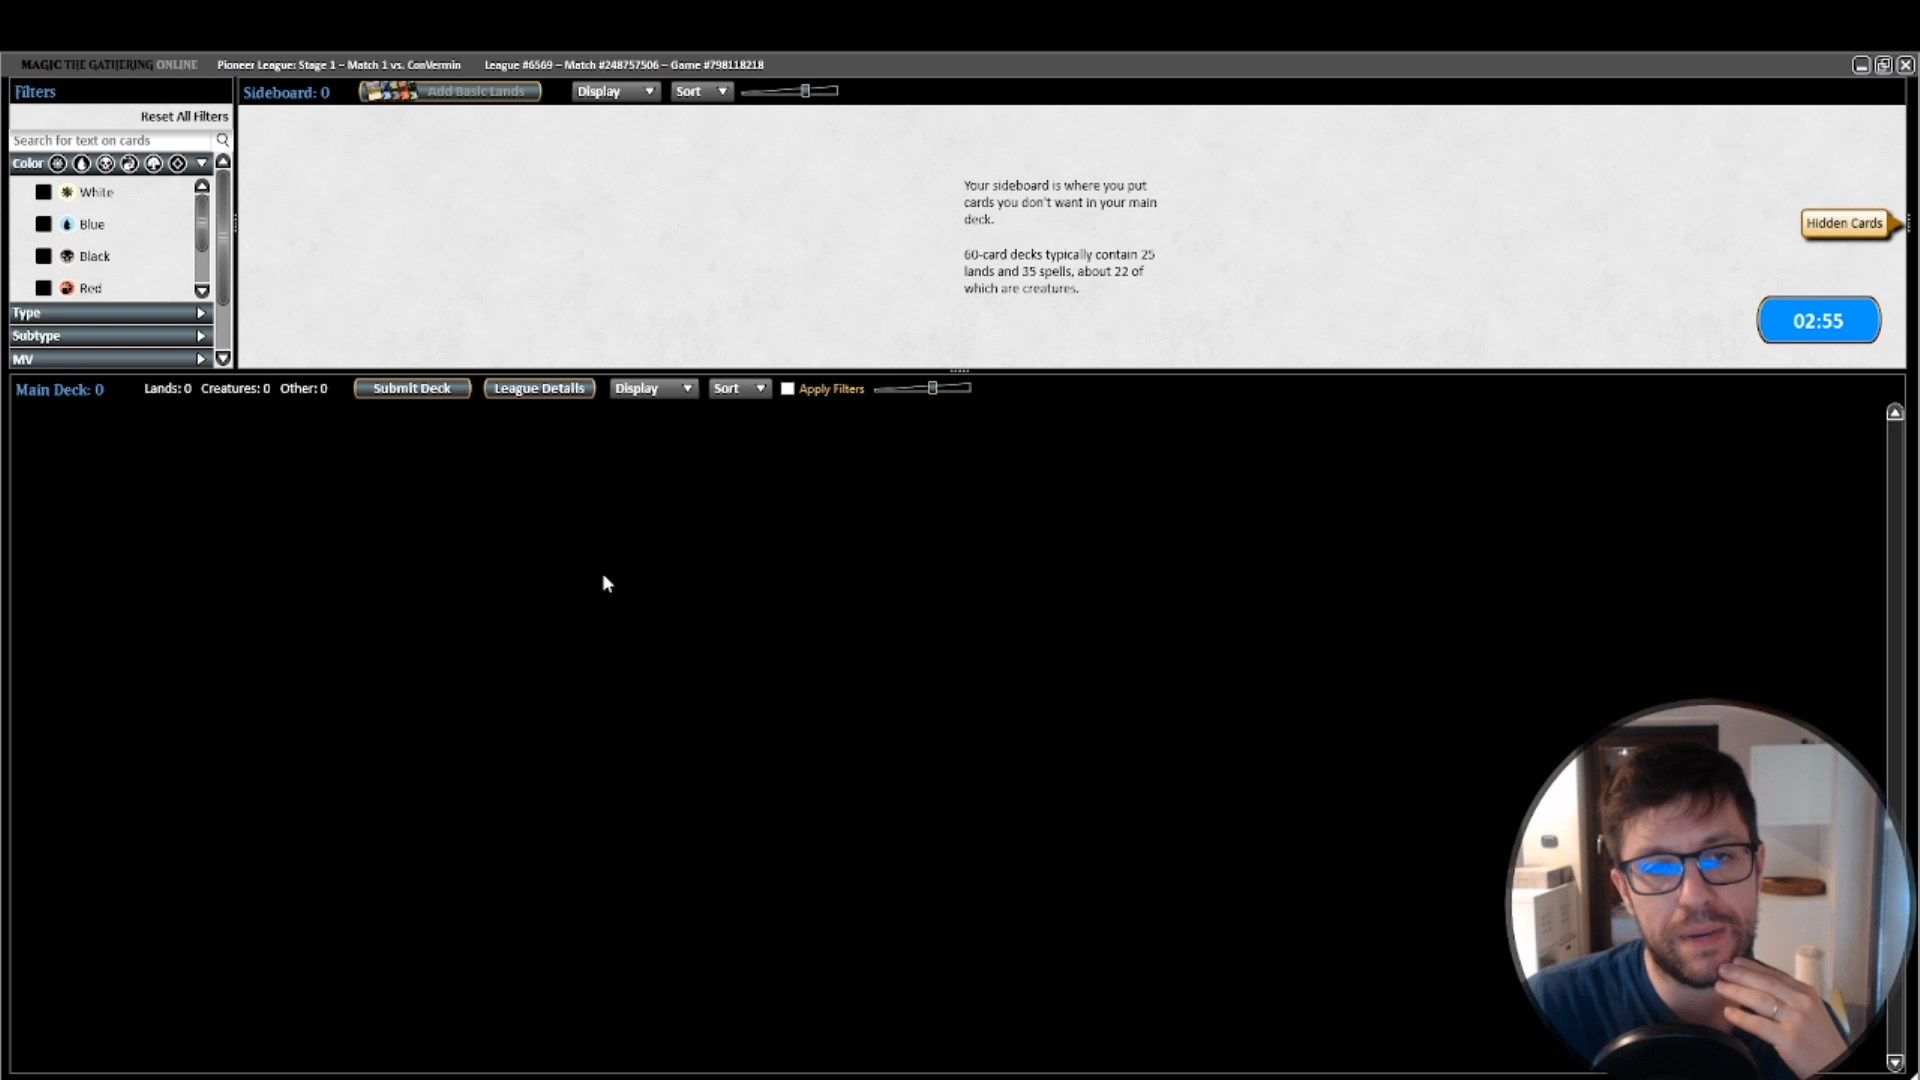 MAGIC THE GATHERING ONLINE Pioneer League: Stage 1 – Match 1 vs. ConVermin League #6569 – Match #248757506 – Game #798118218
Filters
Sideboard: 0 Add Basic Lands Display Sort
Reset All Filters
Search for text on cards
Color
White
Blue
Black
Red
Type
Subtype
MV
Your sideboard is where you put
cards you don't want in your main
deck.
60-card decks typically contain 25
lands and 35 spells, about 22 of
which are creatures.
Hidden Cards
02:55
Main Deck: 0 Lands: 0 Creatures: 0 Other: 0 Submit Deck League Details Display Sort Apply Filters